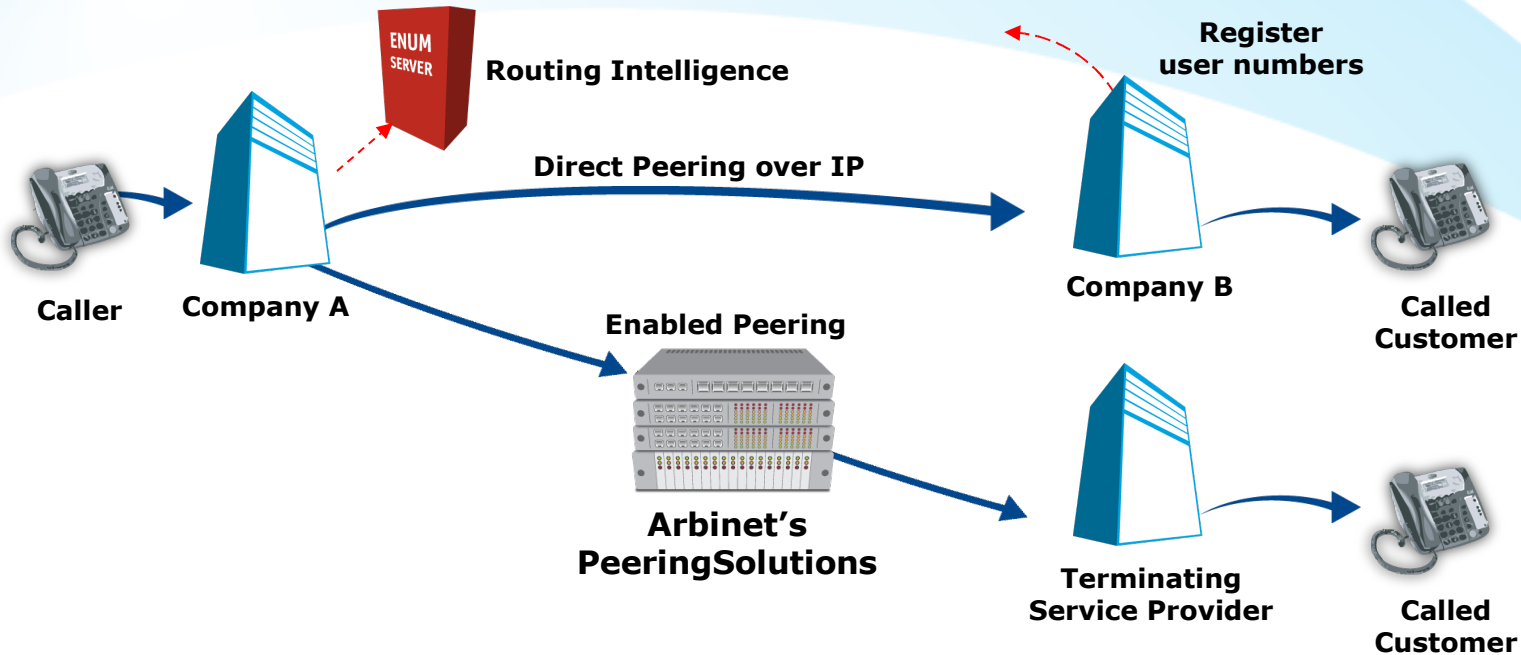 ENUM
SERVER
Routing Intelligence
Register
user numbers
Direct Peering over IP
Caller
Company A
Company B
Called
Customer
Enabled Peering
Arbinet’s
PeeringSolutions
Terminating
Service Provider
Called
Customer